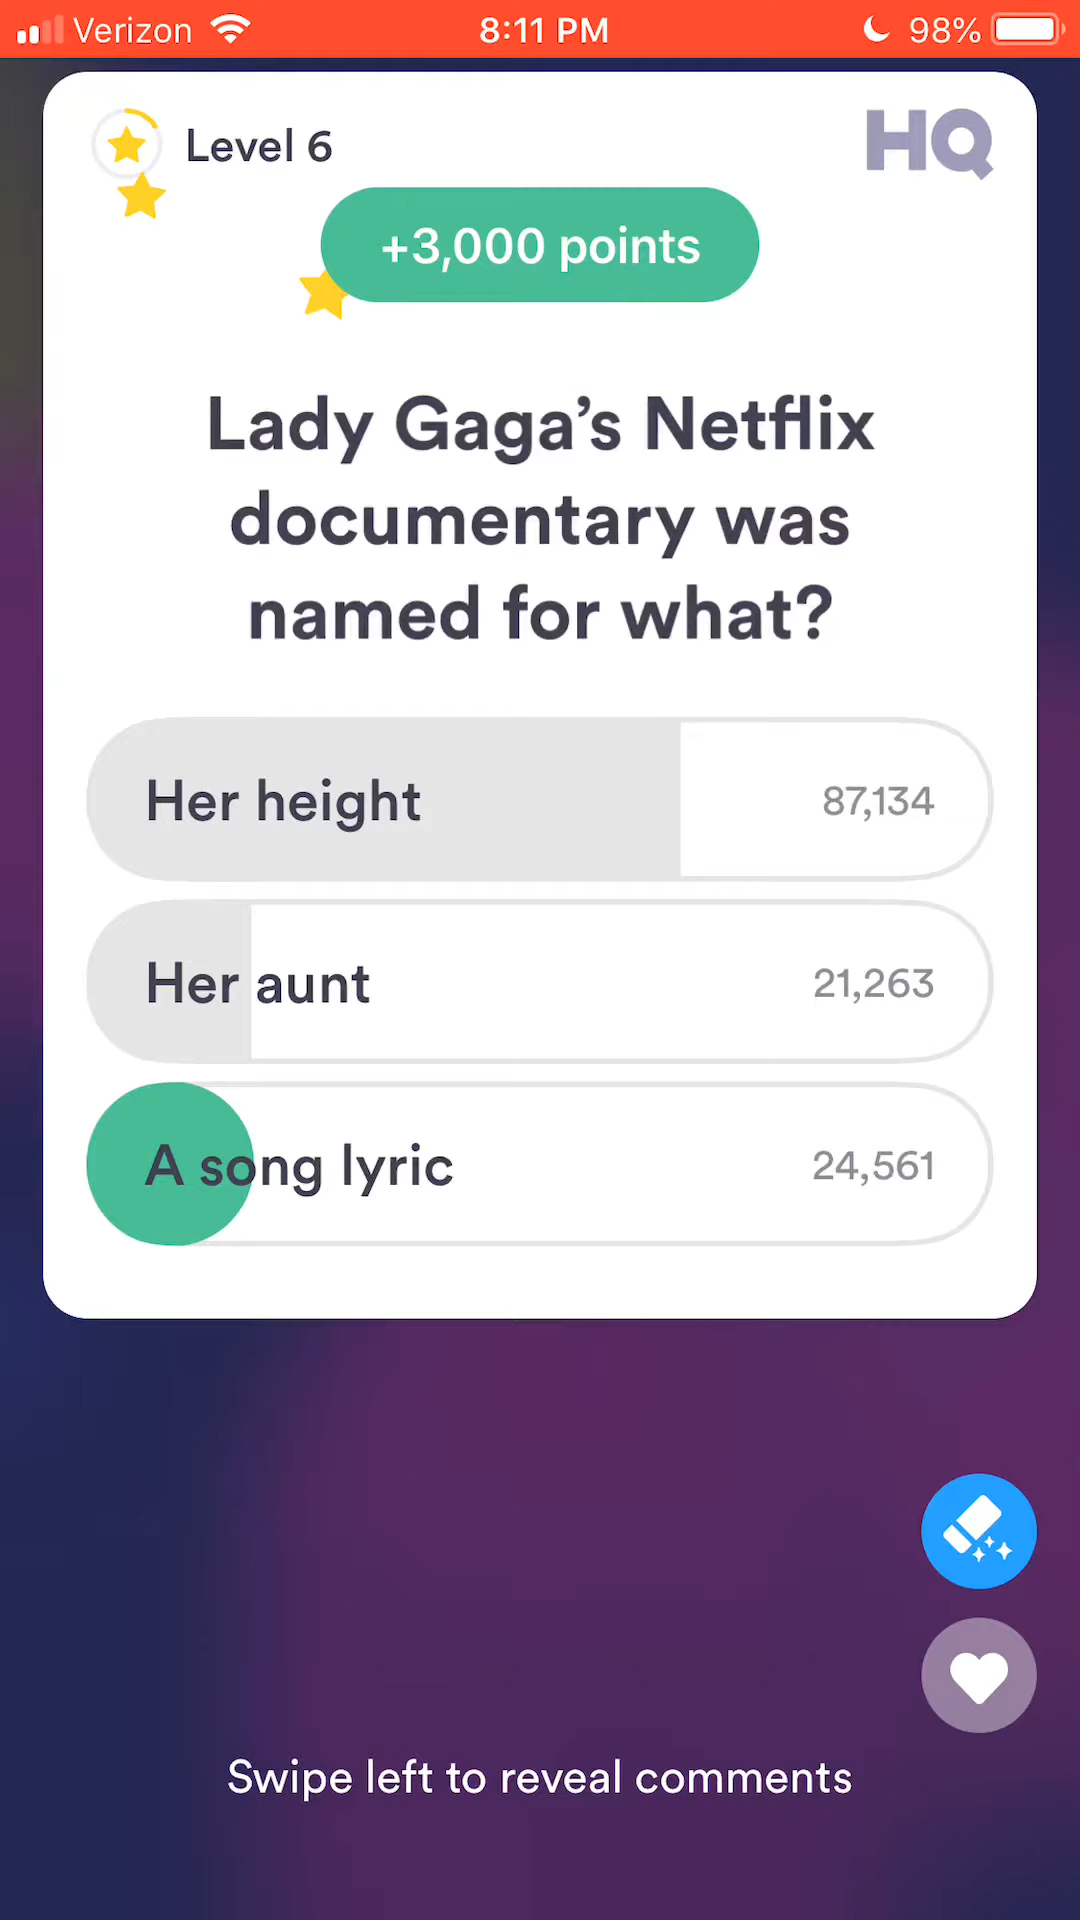 Verizon 8:11 PM 98%
Level 6 HQ
+3,000 points
Lady Gaga’s Netflix
documentary was
named for what?
Her height 87,134
Her aunt 21,263
A song lyric 24,561
Swipe left to reveal comments